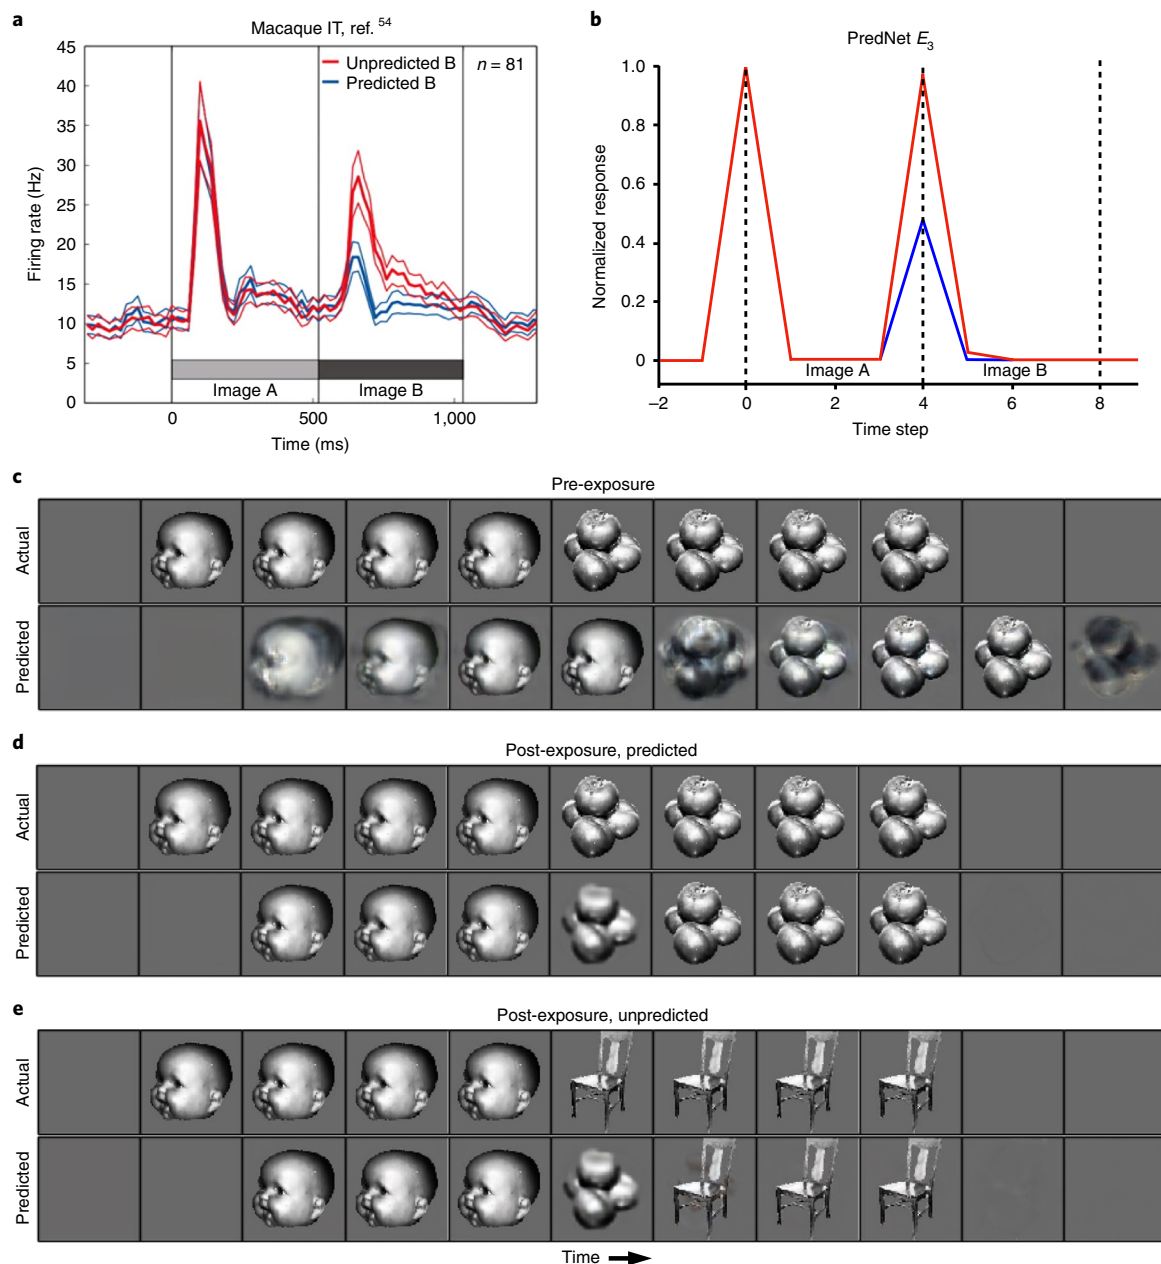 a
Macaque IT, ref. 54
45
40
35
30
25
20
15
10
5
0
Firing rate (Hz)
Unpredicted B
Predicted B
n = 81
Image A
Image B
0
500
1,000
Time (ms)
b
PredNet E3
1.0
0.8
0.6
0.4
0.2
0
Normalized response
Image A
Image B
–2
0
2
4
6
8
Time step
c
Pre-exposure
Actual
Predicted
d
Post-exposure, predicted
Actual
Predicted
e
Post-exposure, unpredicted
Actual
Predicted
Time